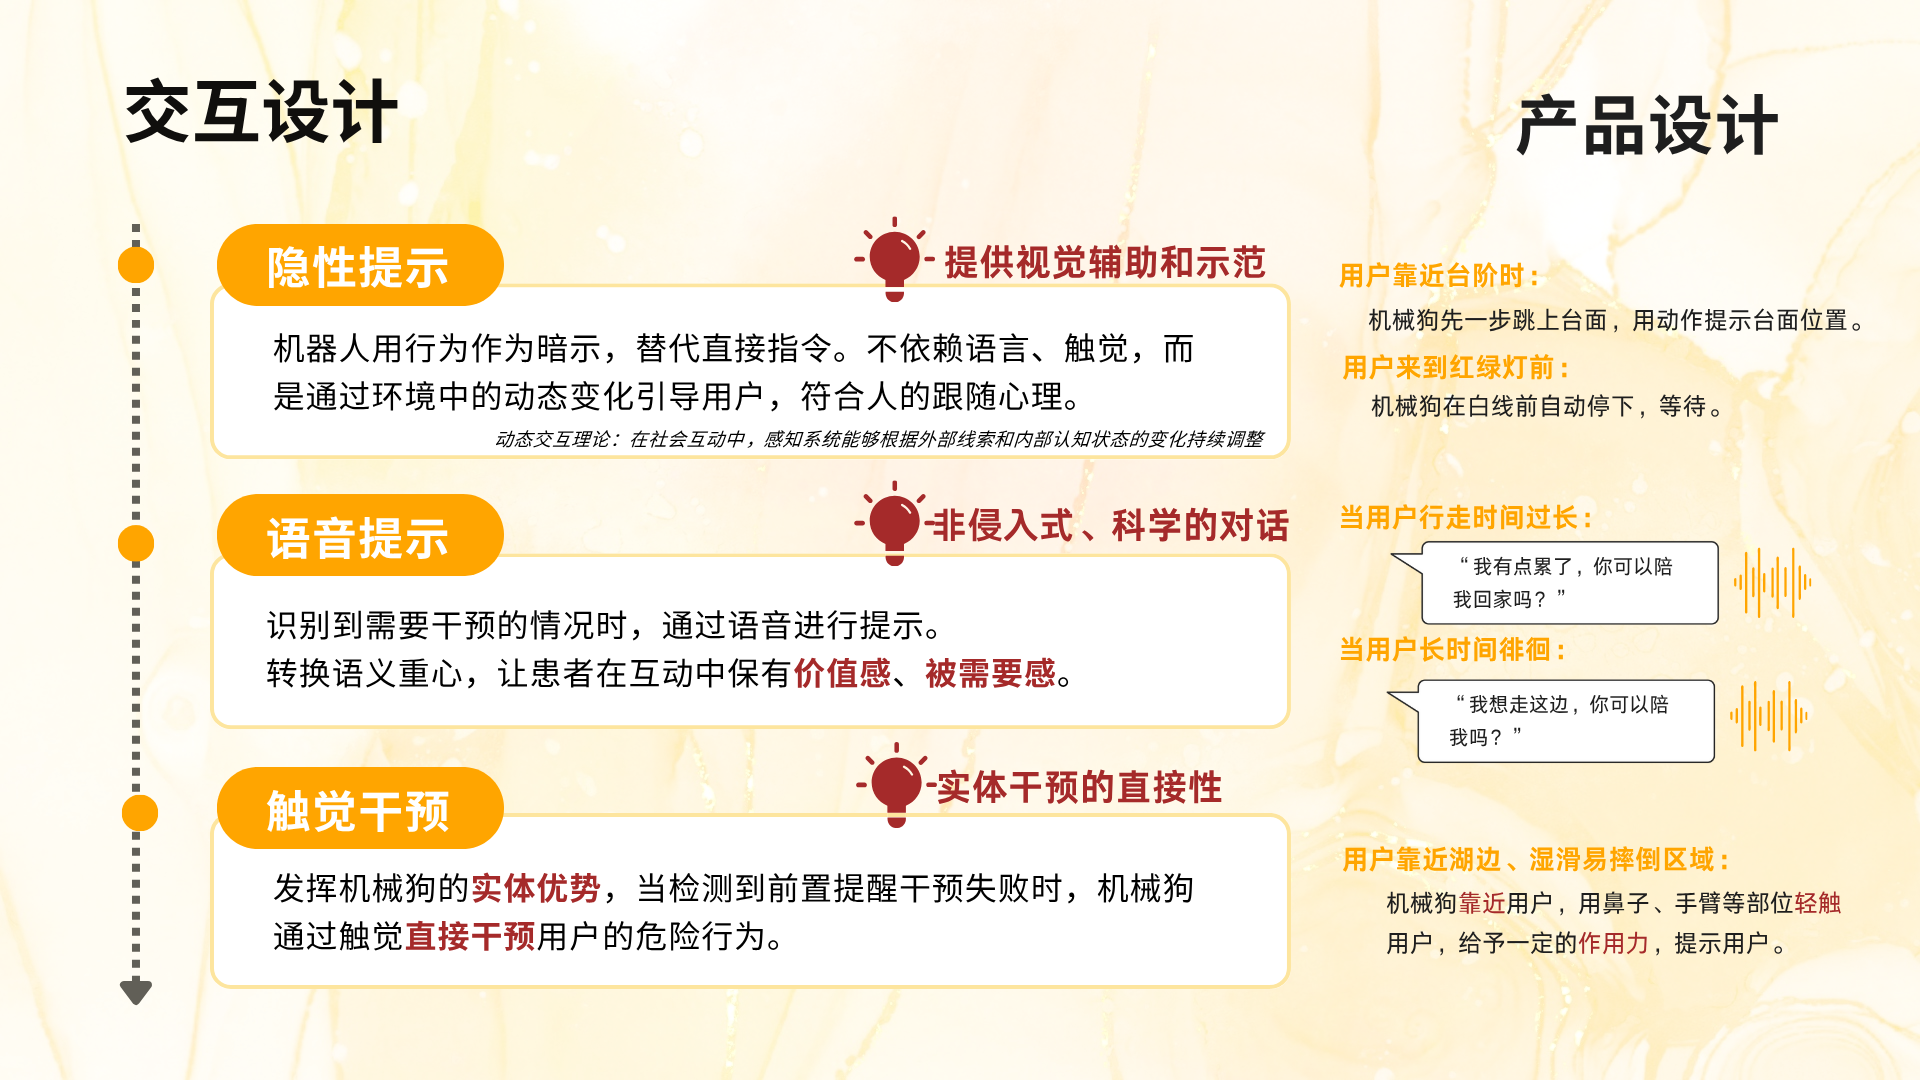 交互设计
产品设计
隐性提示
提供视觉辅助和示范
机器人用行为作为暗示，替代直接指令。不依赖语言、触觉，而
是通过环境中的动态变化引导用户，符合人的跟随心理。
动态交互理论：在社会互动中，感知系统能够根据外部线索和内部认知状态的变化持续调整
用户靠近台阶时：
机械狗先一步跳上台面，用动作提示台面位置。
用户来到红绿灯前：
机械狗在白线前自动停下，等待。
语音提示
非侵入式、科学的对话
识别到需要干预的情况时，通过语音进行提示。
转换语义重心，让患者在互动中保有价值感、被需要感。
当用户行走时间过长：
“我有点累了，你可以陪
我回家吗？”
当用户长时间徘徊：
“我想走这边，你可以陪
我吗？”
触觉干预
实体干预的直接性
发挥机械狗的实体优势，当检测到前置提醒干预失败时，机械狗
通过触觉直接干预用户的危险行为。
用户靠近湖边、湿滑易摔倒区域：
机械狗靠近用户，用鼻子、手臂等部位轻触
用户，给予一定的作用力，提示用户。